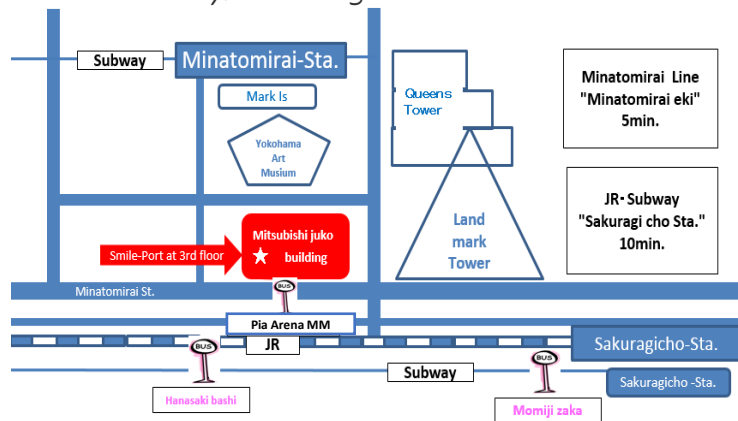 Subway
Minatomirai-Sta.
Mark Is
Yokohama
Art
Musium
Queens
Tower
Minatomirai Line
"Minatomirai eki"
5min.
JR・Subway
"Sakuragi cho Sta."
10min.
Land
mark
Tower
Mitsubishi juko
building
Smile-Port at 3rd floor
Minatomirai St.
BUS
Pia Arena MM
JR
BUS
Hanasaki bashi
Subway
BUS
Momiji zaka
Sakuragicho-Sta.
Sakuragicho -Sta.